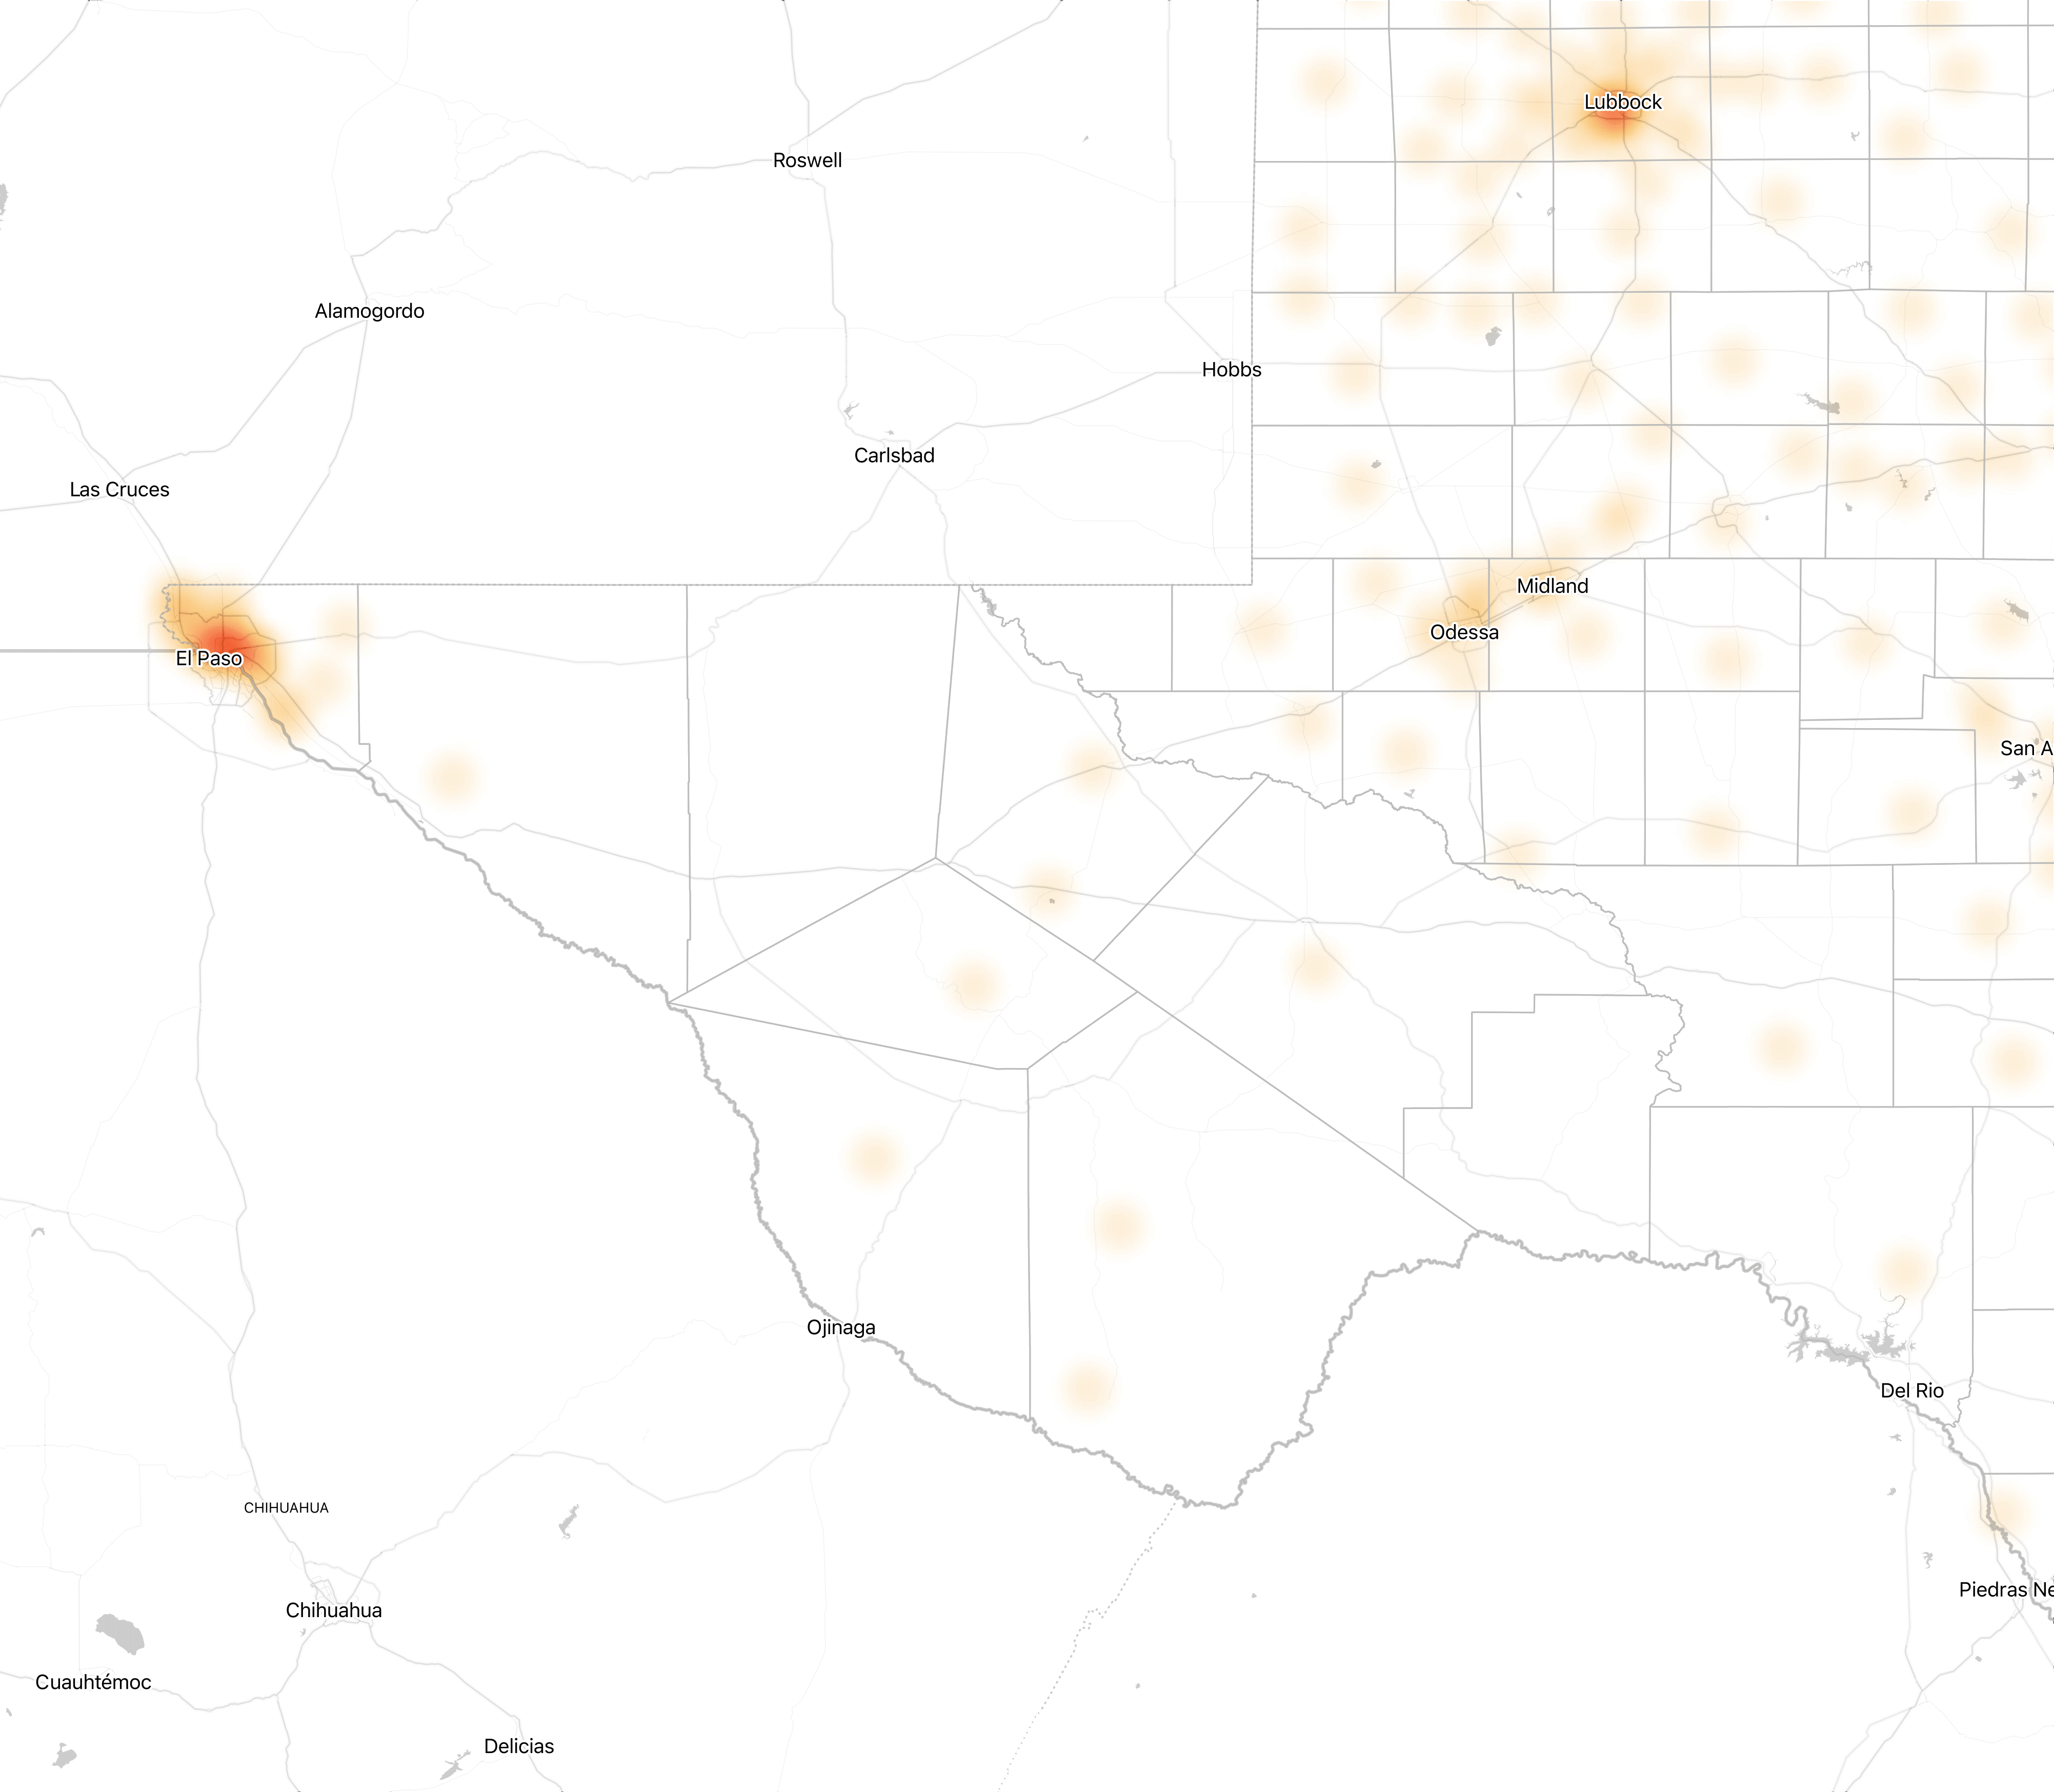 Lubbock
Roswell
Alamogordo
Hobbs
Carlsbad
Las Cruces
Midland
Odessa
El Paso
San A
Ojinaga
Del Rio
CHIHUAHUA
Piedras Ne
Chihuahua
Cuauhtémoc
Delicias